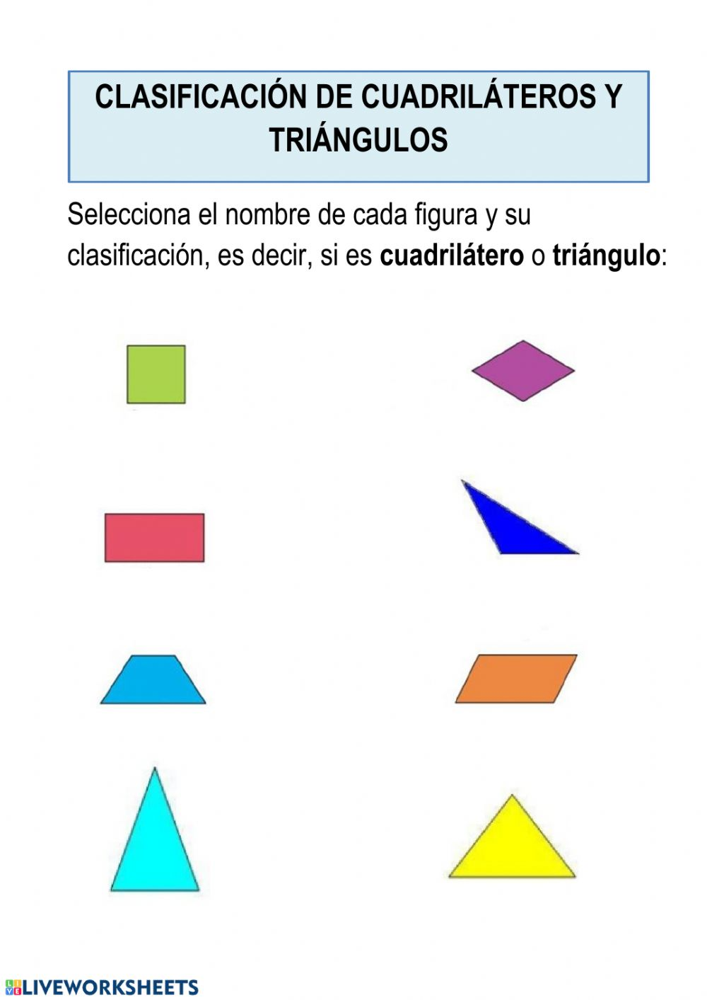 CLASIFICACIÓN DE CUADRILÁTEROS Y
TRIÁNGULOS
Selecciona el nombre de cada figura y su
clasificación, es decir, si es cuadrilátero o triángulo:
LIVE LIVEWORKSHEETS